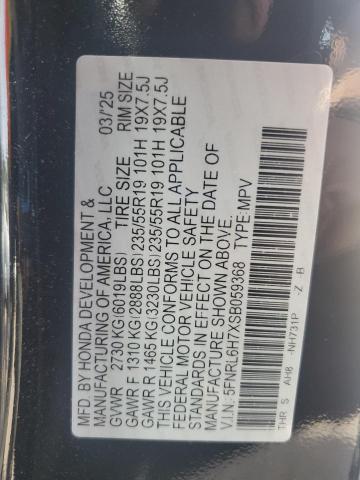 MFD. BY HONDA DEVELOPMENT & 03/25
MANUFACTURING OF AMERICA, LLC
GVWR 2730 KG(6019LBS) TIRE SIZE RIM SIZE
GAWR F 1310 KG(2888LBS) 235/55R19 101H 19X7.5J
GAWR R 1465 KG(3230LBS) 235/55R19 101H 19X7.5J
THIS VEHICLE CONFORMS TO ALL APPLICABLE
FEDERAL MOTOR VEHICLE SAFETY
STANDARDS IN EFFECT ON THE DATE OF
MANUFACTURE SHOWN ABOVE.
V.I.N.: 5FNRL6H7XSB059368 TYPE: MPV
THR S AH8 -NH731P -Z -B